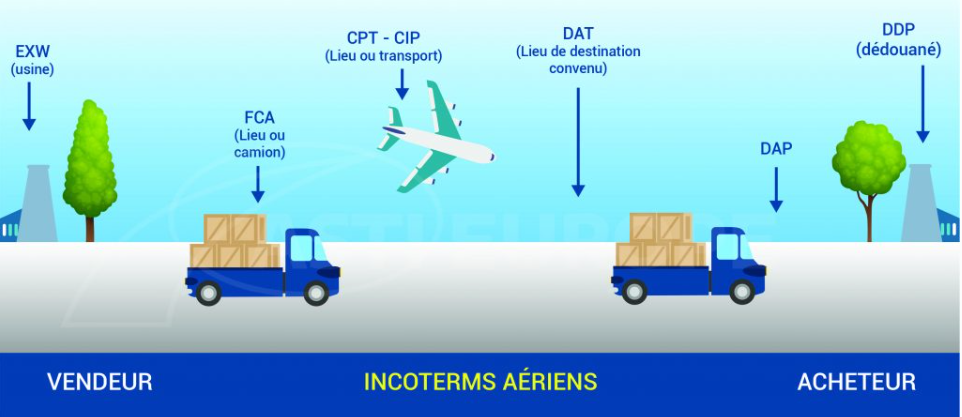 EXW
(usine)
FCA
(Lieu ou
camion)
CPT - CIP
(Lieu ou transport)
DAT
(Lieu de destination
convenu)
DAP
DDP
(dédouané)
VENDEUR
INCOTERMS AÉRIENS
ACHETEUR